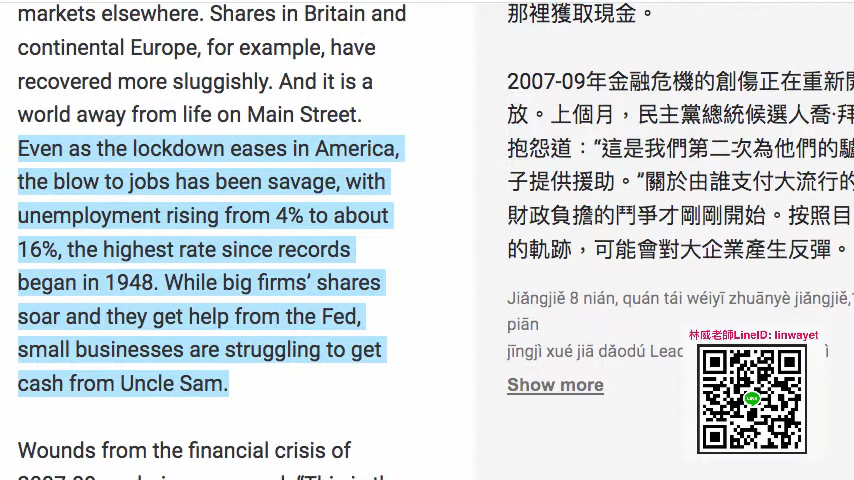 markets elsewhere. Shares in Britain and
continental Europe, for example, have
recovered more sluggishly. And it is a
world away from life on Main Street.
Even as the lockdown eases in America,
the blow to jobs has been savage, with
unemployment rising from 4% to about
16%, the highest rate since records
began in 1948. While big firms’ shares
soar and they get help from the Fed,
small businesses are struggling to get
cash from Uncle Sam.
Wounds from the financial crisis of
那裡獲取現金。
2007-09年金融危機的創傷正在重新開
放。上個月，民主黨總統候選人喬·拜
抱怨道：“這是我們第二次為他們的驢
子提供援助。”關於由誰支付大流行的
財政負擔的鬥爭才剛剛開始。按照目
的軌跡，可能會對大企業產生反彈。
Jiǎngjiě 8 nián, quán tái wéiyī zhuānyè jiǎngjiě,
piān
jīngjì xué jiā dǎodú
Show more
林威老師LineID: linwayet
LINE